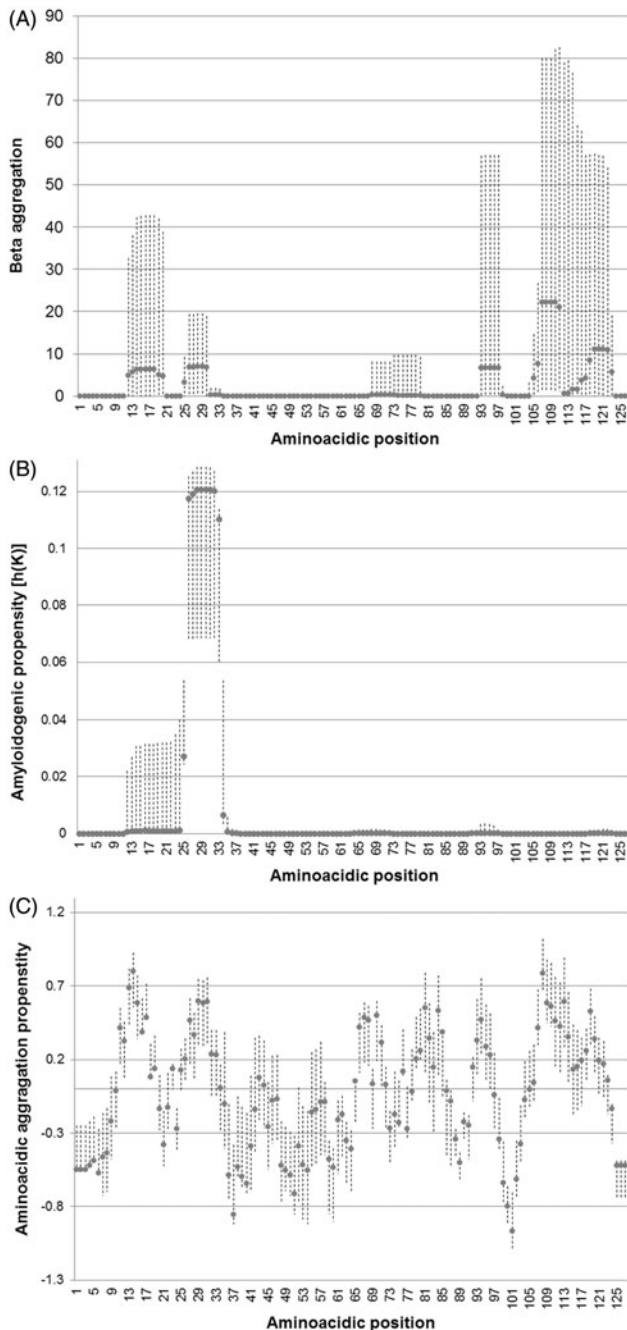 (A)
90
80
70
60
50
40
30
20
10
0
Beta aggregation
1 5 9 13 17 21 25 29 33 37 41 45 49 53 57 61 65 69 73 77 81 85 89 93 97 101 105 109 113 117 121 125
Aminoacidic position
(B)
0.12
0.1
0.08
0.06
0.04
0.02
0
Amyloidogenic propensity [h(K)]
1 5 9 13 17 21 25 29 33 37 41 45 49 53 57 61 65 69 73 77 81 85 89 93 97 101 105 109 113 117 121 125
Aminoacidic position
(C)
1.2
0.7
0.2
-0.3
-0.8
-1.3
Aminoacidic aggragation propenstity
1 5 9 13 17 21 25 29 33 37 41 45 49 53 57 61 65 69 73 77 81 85 89 93 97 101 105 109 113 117 121 125
Aminoacidic position